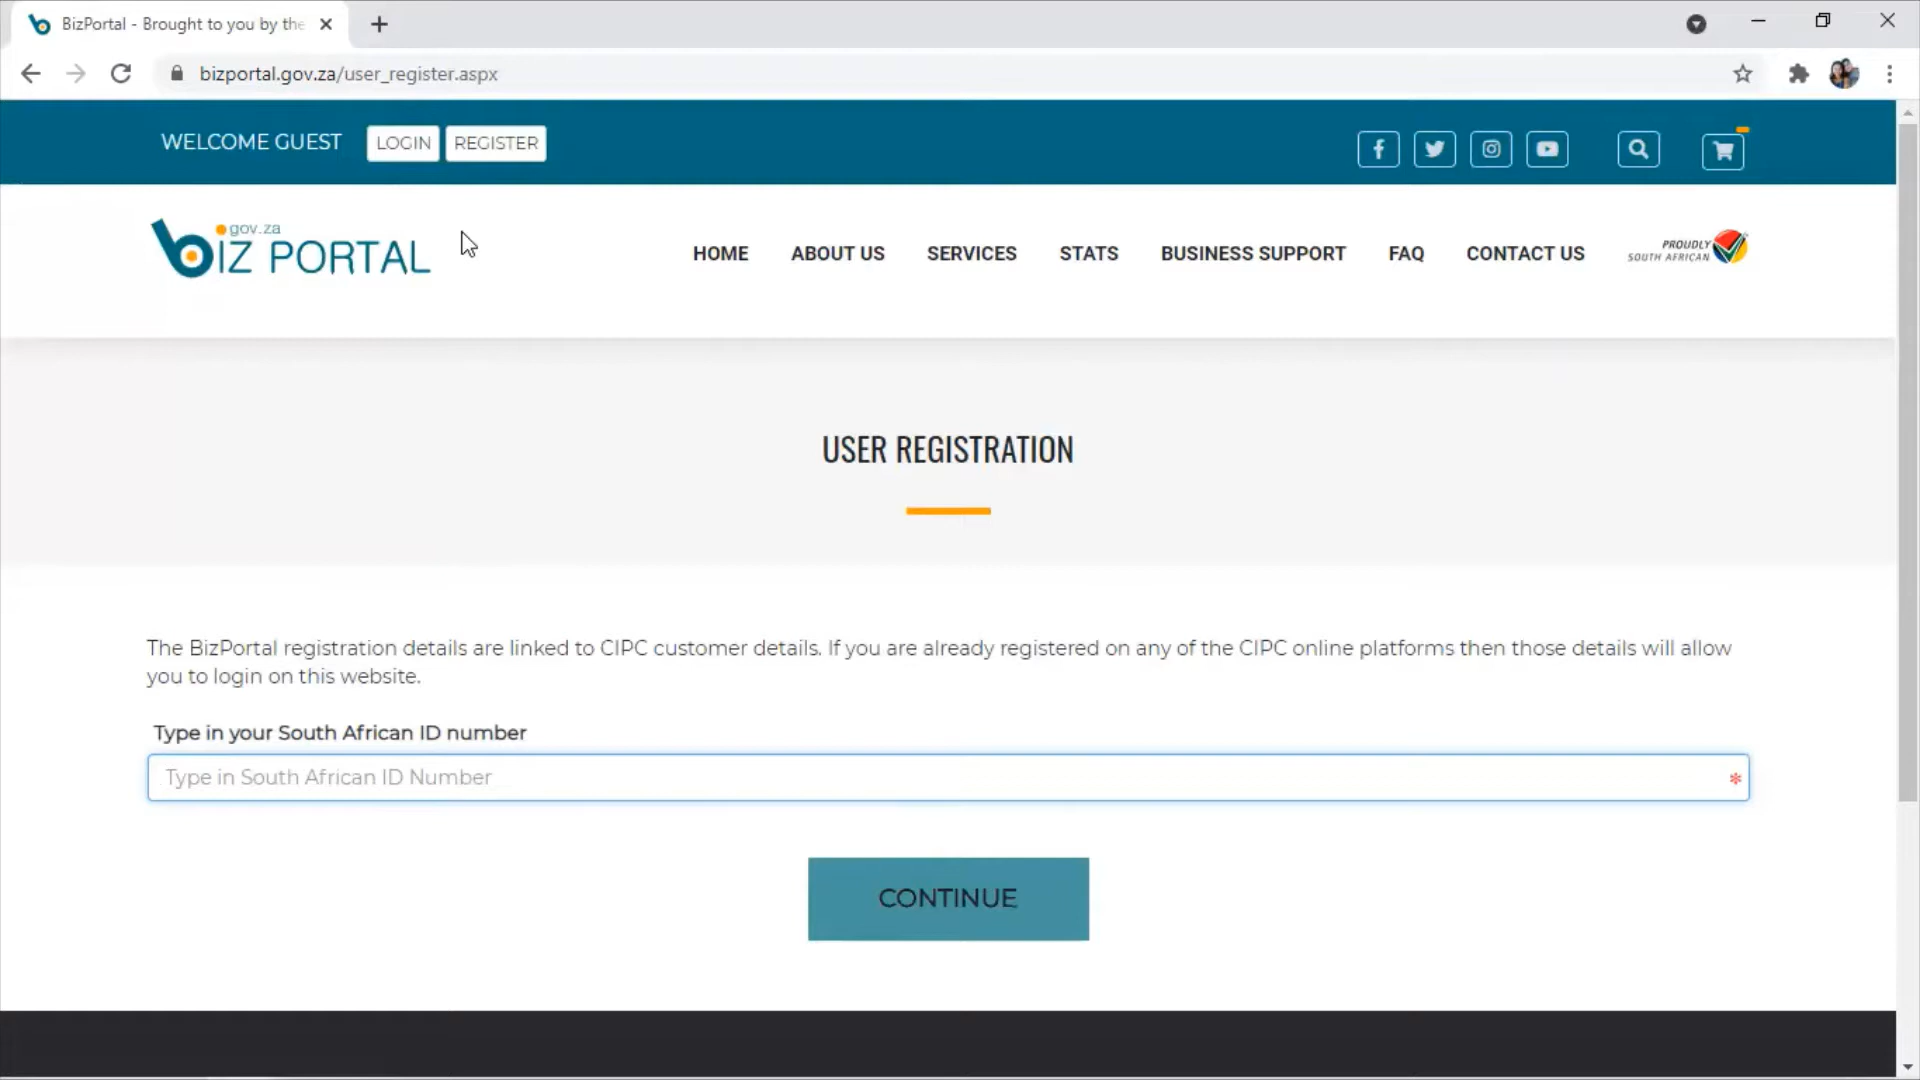 BizPortal - Brought to you by the
bizportal.gov.za/user_register.aspx
WELCOME GUEST LOGIN REGISTER
gov.za
biz PORTAL
HOME ABOUT US SERVICES STATS BUSINESS SUPPORT FAQ CONTACT US
PROUDLY
SOUTH AFRICAN
USER REGISTRATION
The BizPortal registration details are linked to CIPC customer details. If you are already registered on any of the CIPC online platforms then those details will allow
you to login on this website.
Type in your South African ID number
Type in South African ID Number *
CONTINUE